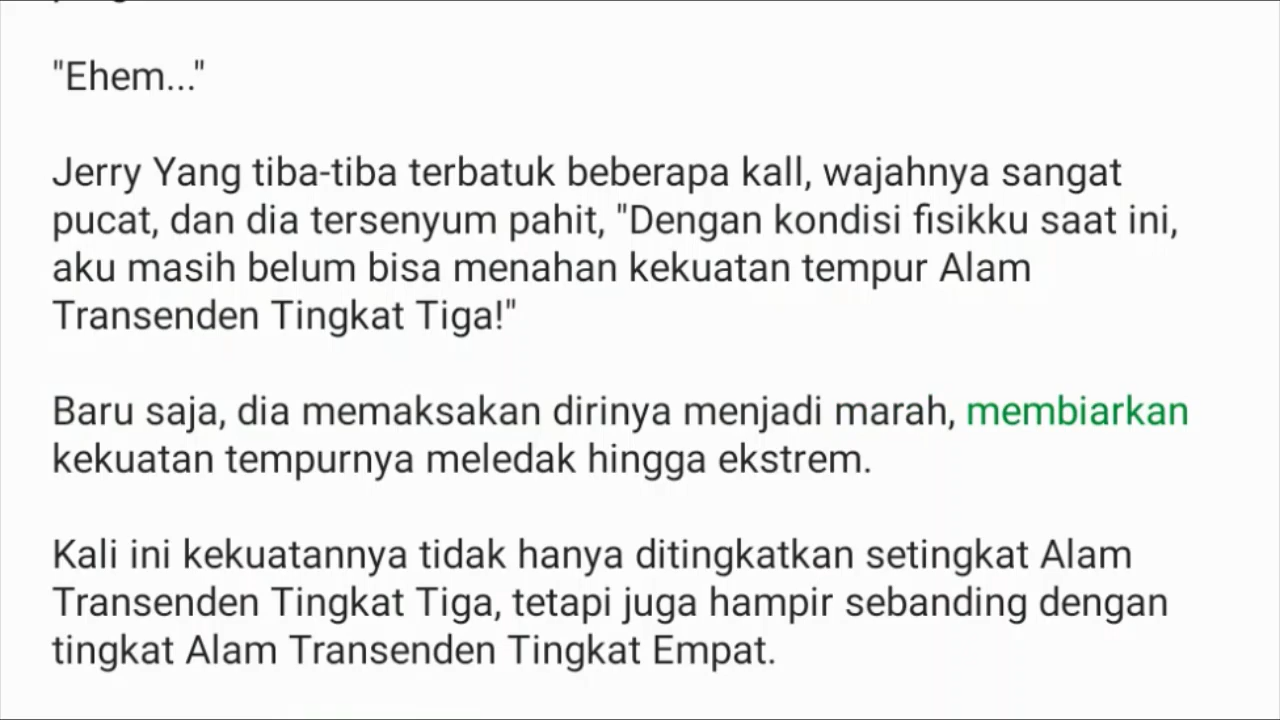 "Ehem..."
Jerry Yang tiba-tiba terbatuk beberapa kall, wajahnya sangat
pucat, dan dia tersenyum pahit, "Dengan kondisi fisikku saat ini,
aku masih belum bisa menahan kekuatan tempur Alam
Transenden Tingkat Tiga!"
Baru saja, dia memaksakan dirinya menjadi marah, membiarkan
kekuatan tempurnya meledak hingga ekstrem.
Kali ini kekuatannya tidak hanya ditingkatkan setingkat Alam
Transenden Tingkat Tiga, tetapi juga hampir sebanding dengan
tingkat Alam Transenden Tingkat Empat.